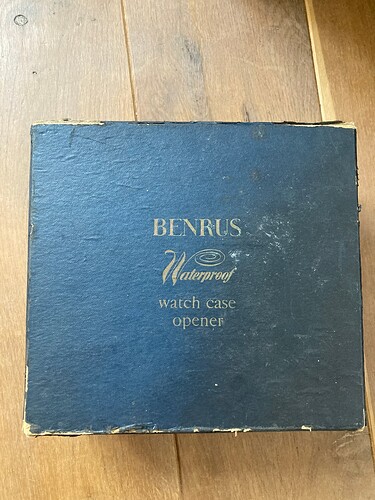 BENRUS
Waterproof
watch case
opener